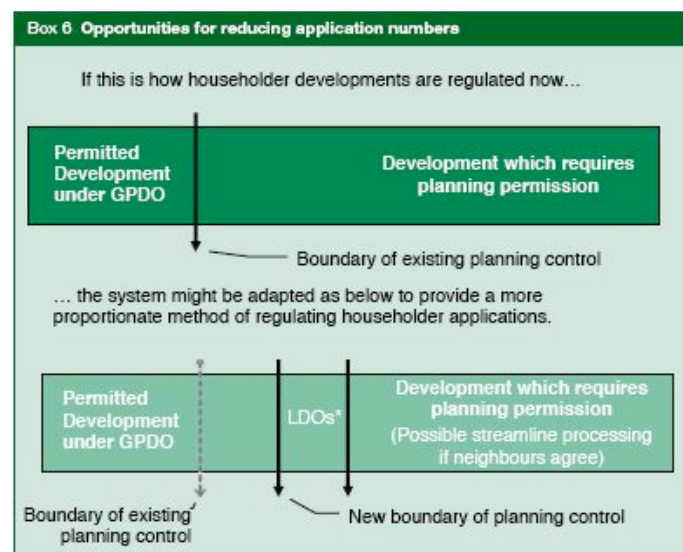 Box 6 Opportunities for reducing application numbers
If this is how householder developments are regulated now…
Permitted
Development
under GPDO
Development which requires
planning permission
Boundary of existing planning control
… the system might be adapted as below to provide a more
proportionate method of regulating householder applications.
Permitted
Development
under GPDO
LDOs*
Development which requires
planning permission
(Possible streamline processing
if neighbours agree)
Boundary of existing
planning control
New boundary of planning control